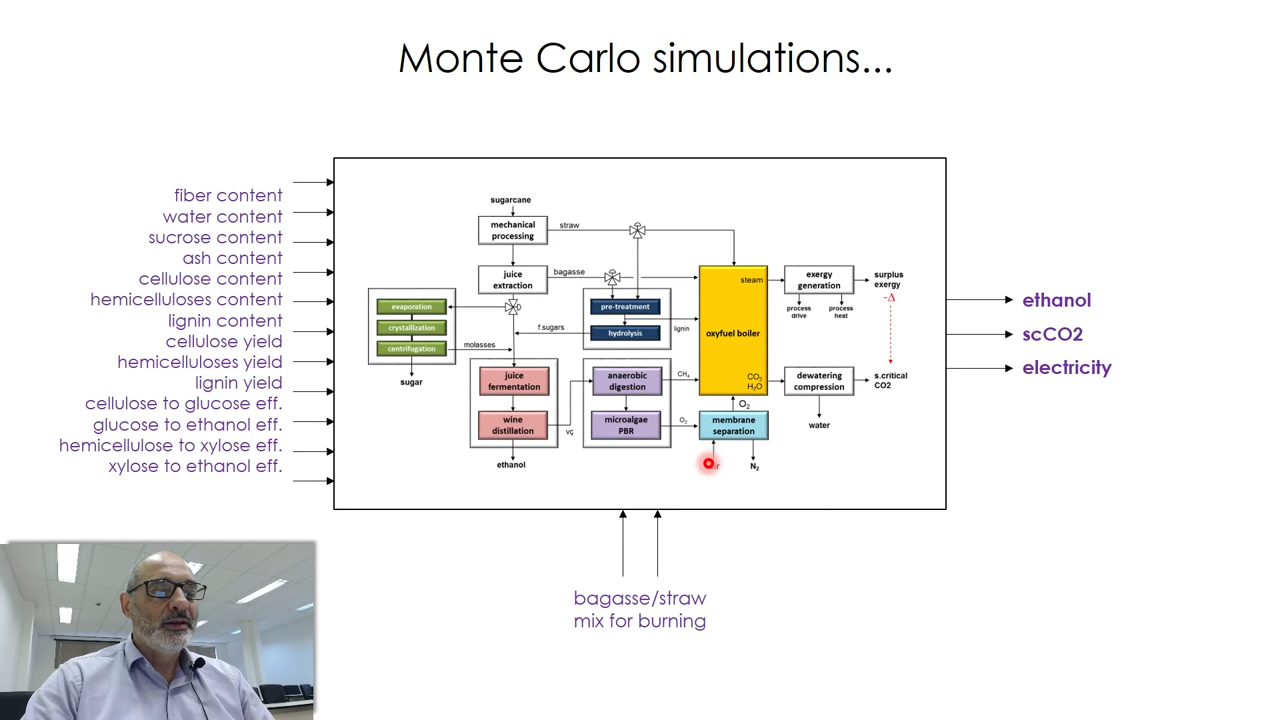 Monte Carlo simulations...
fiber content
water content
sucrose content
ash content
cellulose content
hemicelluloses content
lignin content
cellulose yield
hemicelluloses yield
lignin yield
cellulose to glucose eff.
glucose to ethanol eff.
hemicellulose to xylose eff.
xylose to ethanol eff.
sugarcane
mechanical
processing
straw
juice
extraction
bagasse
evaporation
crystallization
centrifugation
molasses
sugar
pre-treatment
hydrolysis
f.sugars
lignin
juice
fermentation
wine
distillation
vç
ethanol
anaerobic
digestion
microalgae
PBR
CH4
O2
steam
oxyfuel boiler
CO2
H2O
O2
membrane
separation
N2
exergy
generation
process
drive
process
heat
surplus
exergy
-Δ
dewatering
compression
s.critical
CO2
water
ethanol
scCO2
electricity
bagasse/straw
mix for burning